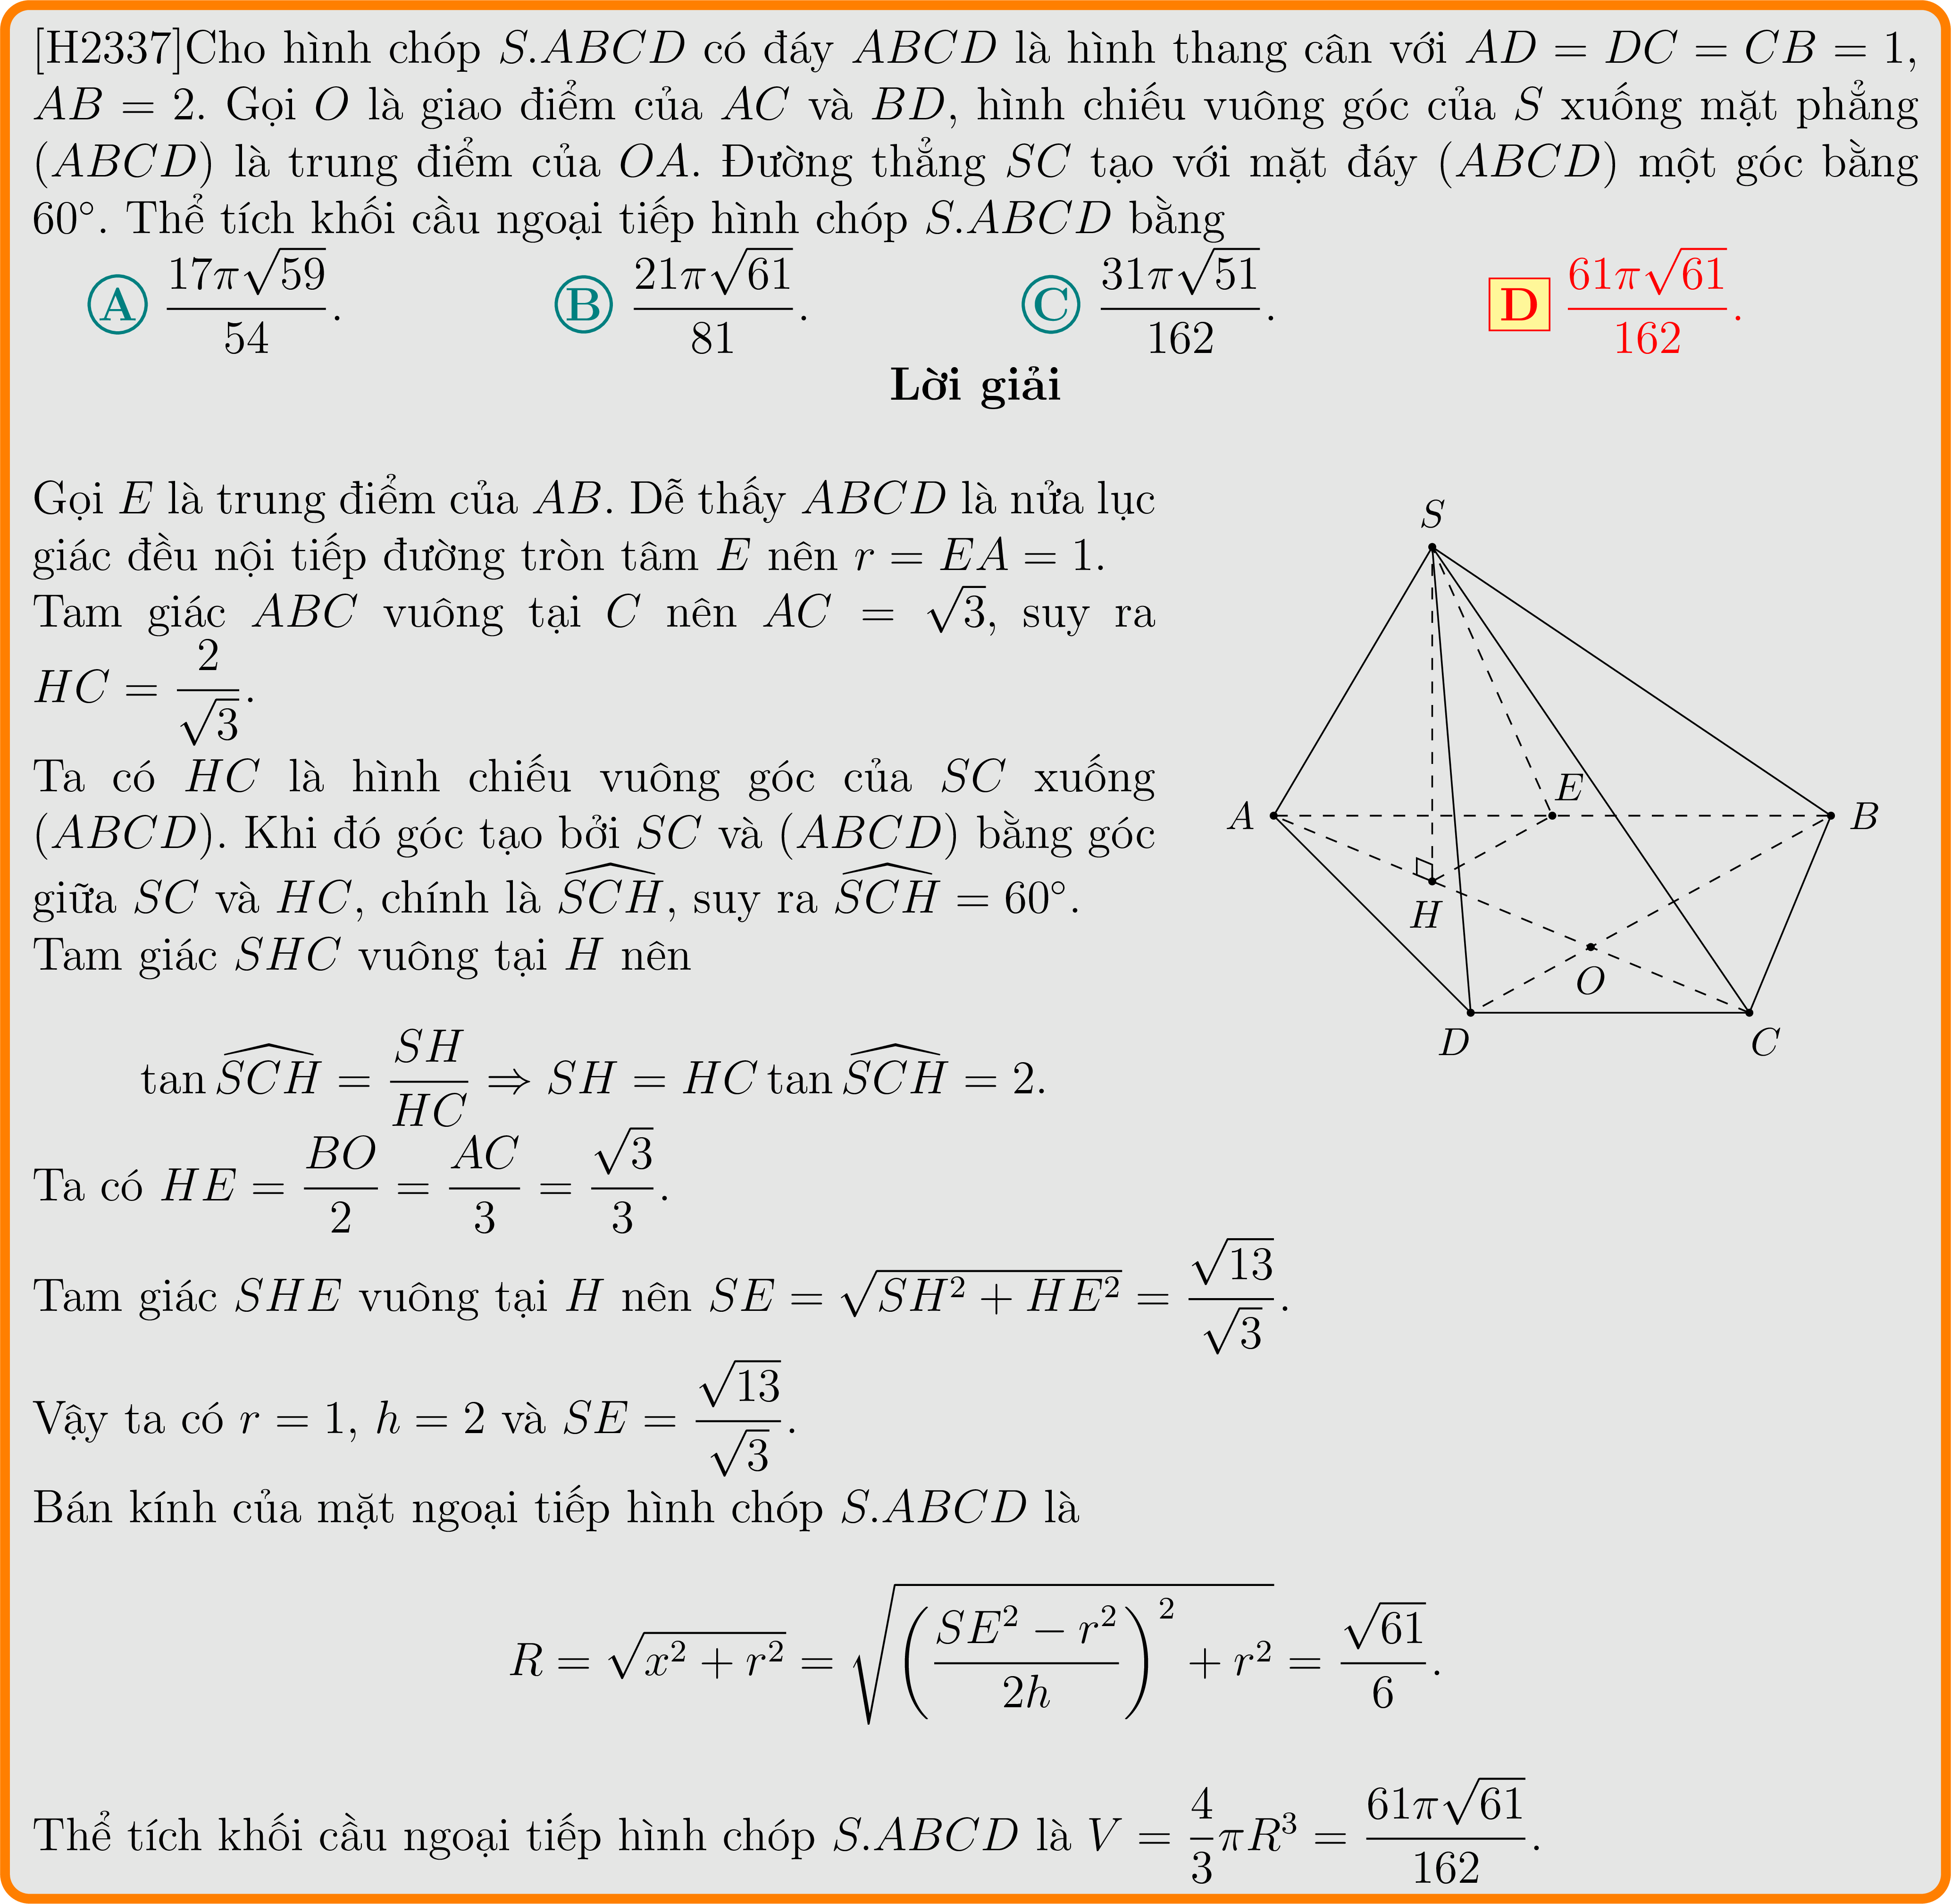 [H2337]Cho hình chóp S.ABCD có đáy ABCD là hình thang cân với AD = DC = CB = 1,
AB = 2. Gọi O là giao điểm của AC và BD, hình chiếu vuông góc của S xuống mặt phẳng
(ABCD) là trung điểm của OA. Đường thẳng SC tạo với mặt đáy (ABCD) một góc bằng
60°. Thể tích khối cầu ngoại tiếp hình chóp S.ABCD bằng
A \frac{17π\sqrt{59}}{54}. B \frac{21π\sqrt{61}}{81}. C \frac{31π\sqrt{51}}{162}. D \frac{61π\sqrt{61}}{162}.
Lời giải
Gọi E là trung điểm của AB. Dễ thấy ABCD là nửa lục
giác đều nội tiếp đường tròn tâm E nên r = EA = 1.
Tam giác ABC vuông tại C nên AC = \sqrt{3}, suy ra
HC = \frac{2}{\sqrt{3}}.
Ta có HC là hình chiếu vuông góc của SC xuống
(ABCD). Khi đó góc tạo bởi SC và (ABCD) bằng góc
giữa SC và HC, chính là \widehat{SCH}, suy ra \widehat{SCH} = 60°.
Tam giác SHC vuông tại H nên
tan \widehat{SCH} = \frac{SH}{HC} ⇒ SH = HC tan \widehat{SCH} = 2.
S
A
E
B
H
O
D
C
Ta có HE = \frac{BO}{2} = \frac{AC}{3} = \frac{\sqrt{3}}{3}.
Tam giác SHE vuông tại H nên SE = \sqrt{SH^2 + HE^2} = \frac{\sqrt{13}}{\sqrt{3}}.
Vậy ta có r = 1, h = 2 và SE = \frac{\sqrt{13}}{\sqrt{3}}.
Bán kính của mặt ngoại tiếp hình chóp S.ABCD là
R = \sqrt{x^2 + r^2} = \sqrt{\left(\frac{SE^2 − r^2}{2h}\right)^2 + r^2} = \frac{\sqrt{61}}{6}.
Thể tích khối cầu ngoại tiếp hình chóp S.ABCD là V = \frac{4}{3}πR^3 = \frac{61π\sqrt{61}}{162}.